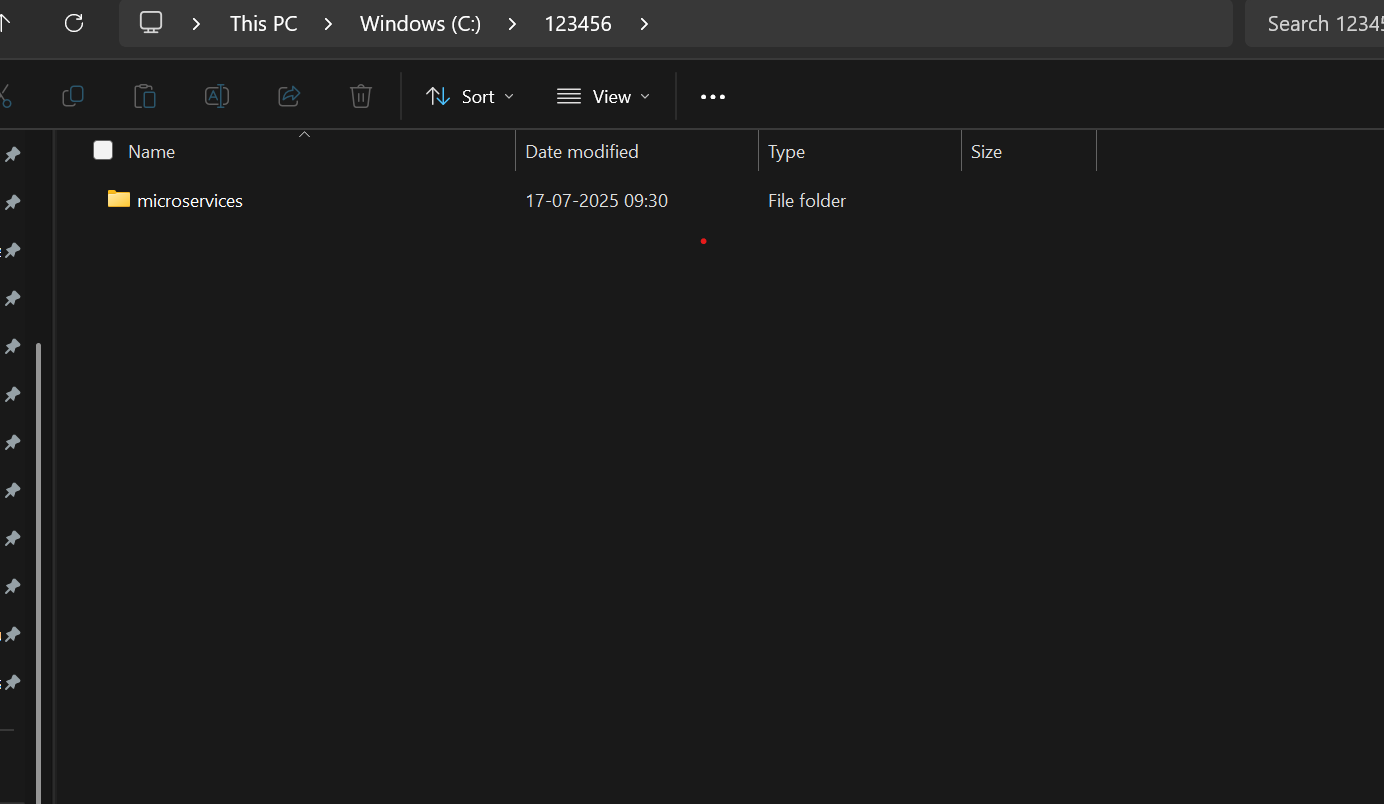 This PC > Windows (C:) > 123456 >
Search 1234
Sort View
Name Date modified Type Size
microservices 17-07-2025 09:30 File folder